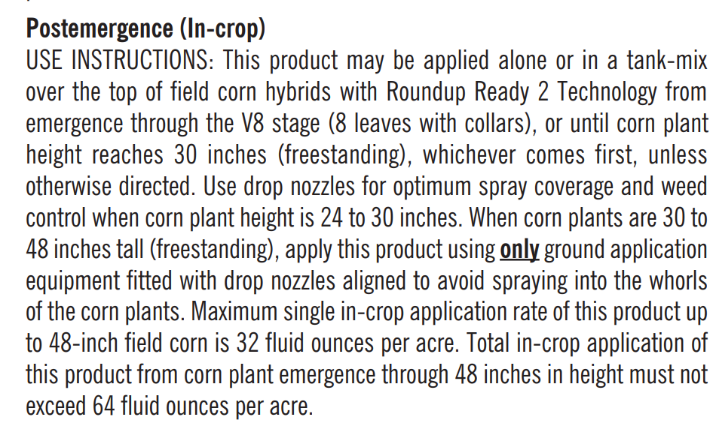 Postemergence (In-crop)
USE INSTRUCTIONS: This product may be applied alone or in a tank-mix
over the top of field corn hybrids with Roundup Ready 2 Technology from
emergence through the V8 stage (8 leaves with collars), or until corn plant
height reaches 30 inches (freestanding), whichever comes first, unless
otherwise directed. Use drop nozzles for optimum spray coverage and weed
control when corn plant height is 24 to 30 inches. When corn plants are 30 to
48 inches tall (freestanding), apply this product using only ground application
equipment fitted with drop nozzles aligned to avoid spraying into the whorls
of the corn plants. Maximum single in-crop application rate of this product up
to 48-inch field corn is 32 fluid ounces per acre. Total in-crop application of
this product from corn plant emergence through 48 inches in height must not
exceed 64 fluid ounces per acre.